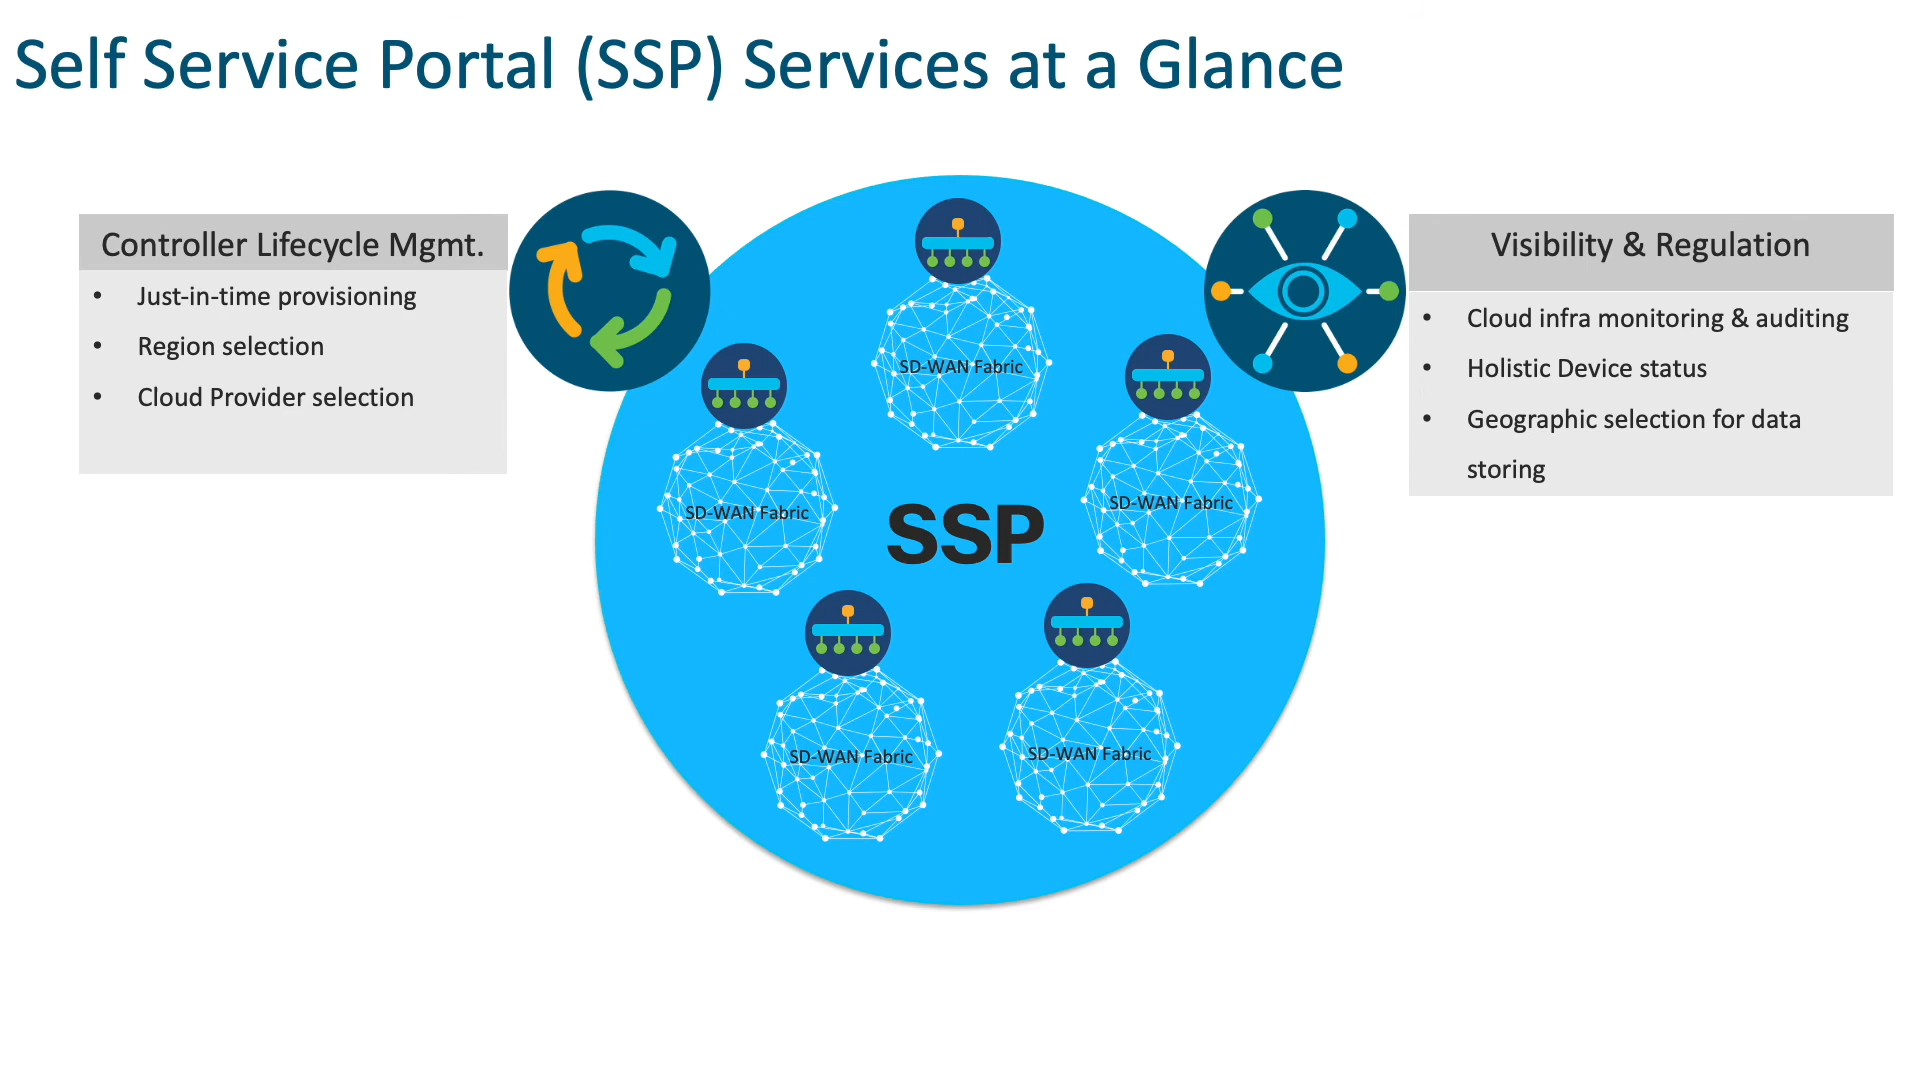 Self Service Portal (SSP) Services at a Glance
Controller Lifecycle Mgmt.
• Just-in-time provisioning
• Region selection
• Cloud Provider selection
SD-WAN Fabric
SD-WAN Fabric
SD-WAN Fabric
SSP
SD-WAN Fabric
SD-WAN Fabric
Visibility & Regulation
• Cloud infra monitoring & auditing
• Holistic Device status
• Geographic selection for data
storing